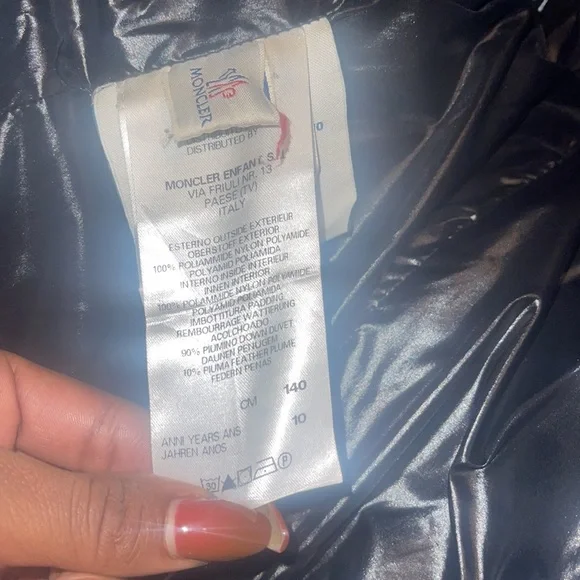 MONCLER
DISTRIBUTED BY
MONCLER ENFANT S.
VIA FRIULI NR. 13
PAESE (TV)
ITALY
ESTERNO OUTSIDE EXTERIEUR
OBERSTOFF EXTERIOR
100% POLIAMMIDE NYLON POLYAMIDE
POLYAMID POLIAMIDA
INTERNO INSIDE INTERIEUR
INNEN INTERIOR
100% POLAMMIDE NYLON POLYAMIDE
POLYAMID POLIAMIDA
IMBOTTITURA PADDING
REMBOURRAGE WATTIERUNG
ACOLCHOADO
90% PIUMINO DOWN DUVET
DAUNEN PENUGEM
10% PIUMA FEATHER PLUME
FEDERN PENAS
CM 140
ANNI YEARS ANS 10
JAHREN ANOS
30 P